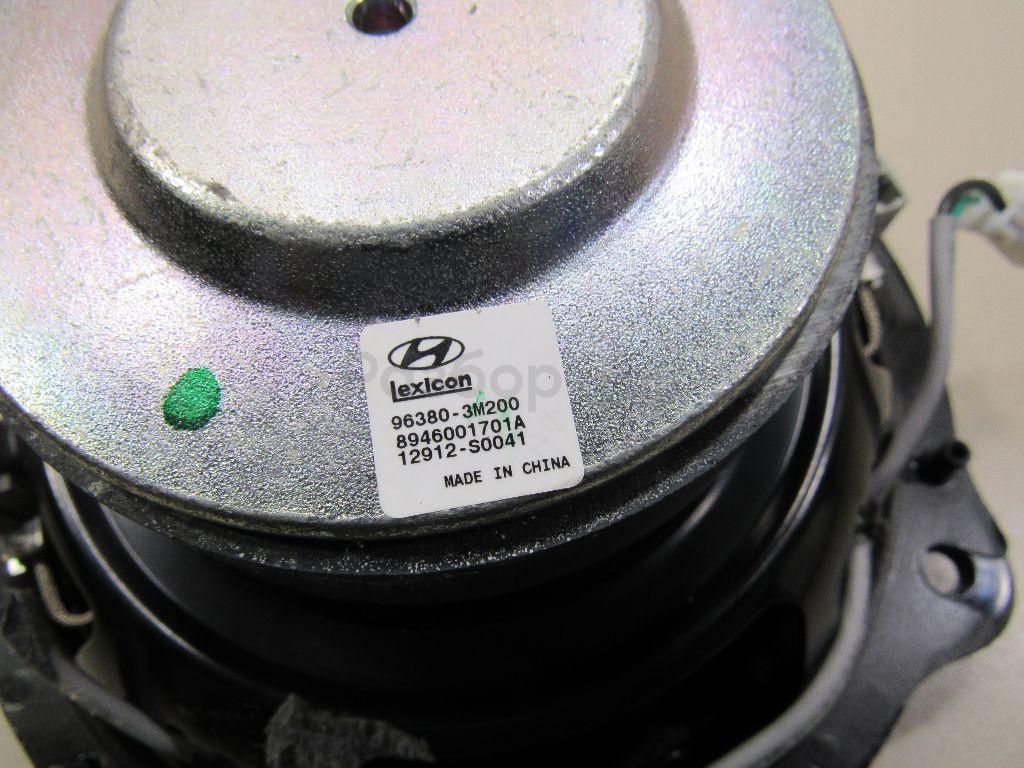 Lexicon
96380-3M200
8946001701A
12912-S0041
MADE IN CHINA